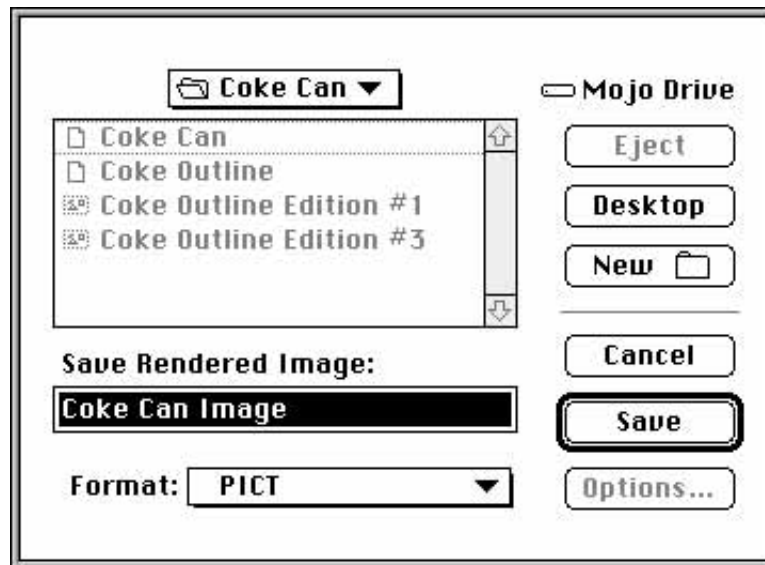 Coke Can
Mojo Drive
Coke Can
Coke Outline
Coke Outline Edition #1
Coke Outline Edition #3
Eject
Desktop
New
Save Rendered Image:
Coke Can Image
Cancel
Save
Format: PICT
Options...